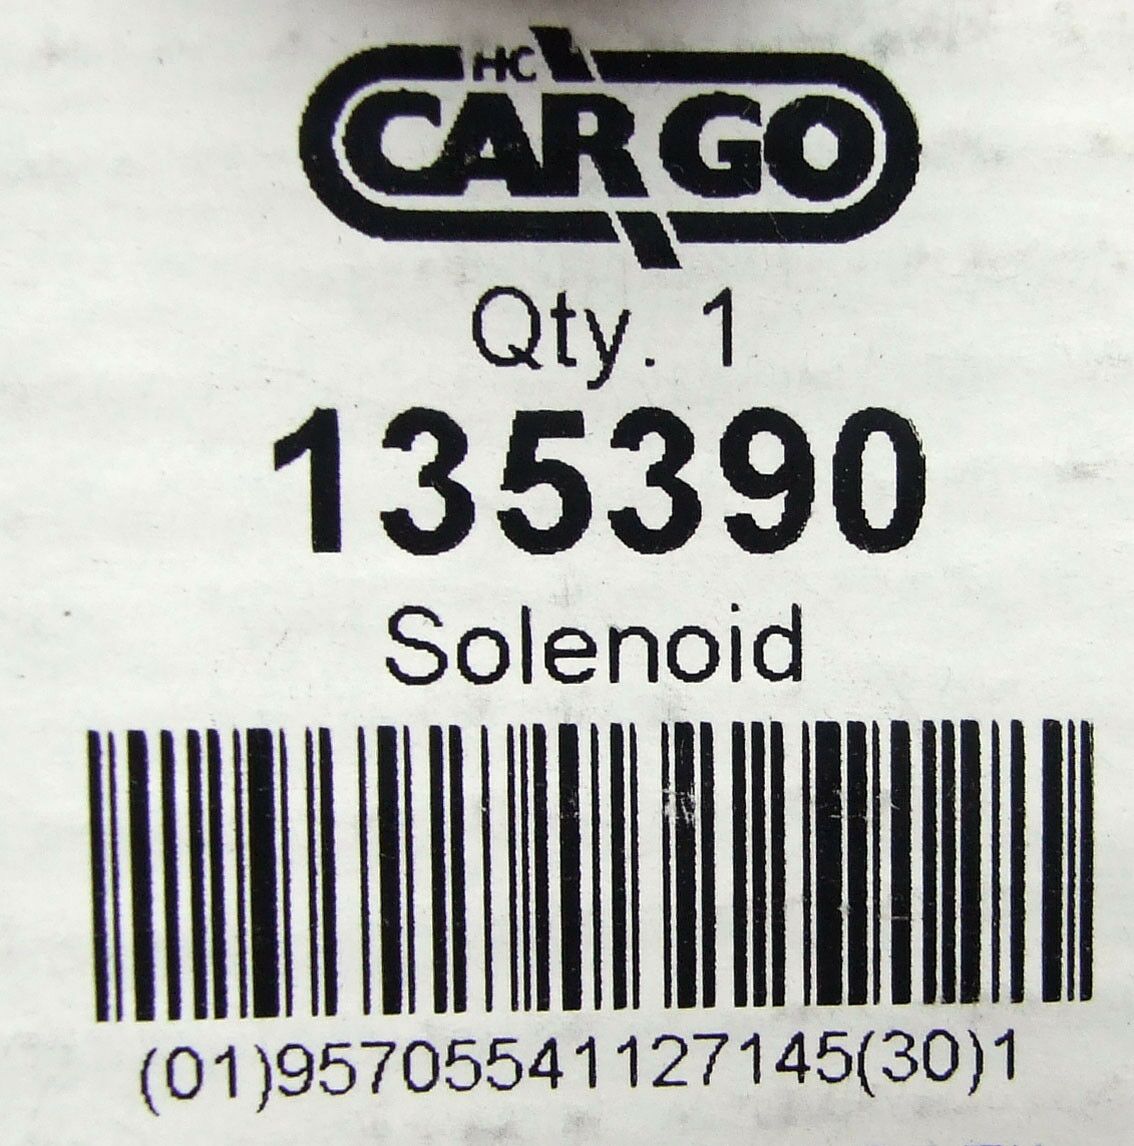 HC
CARGO
Qty. 1
135390
Solenoid
(01)95705541127145(30)1